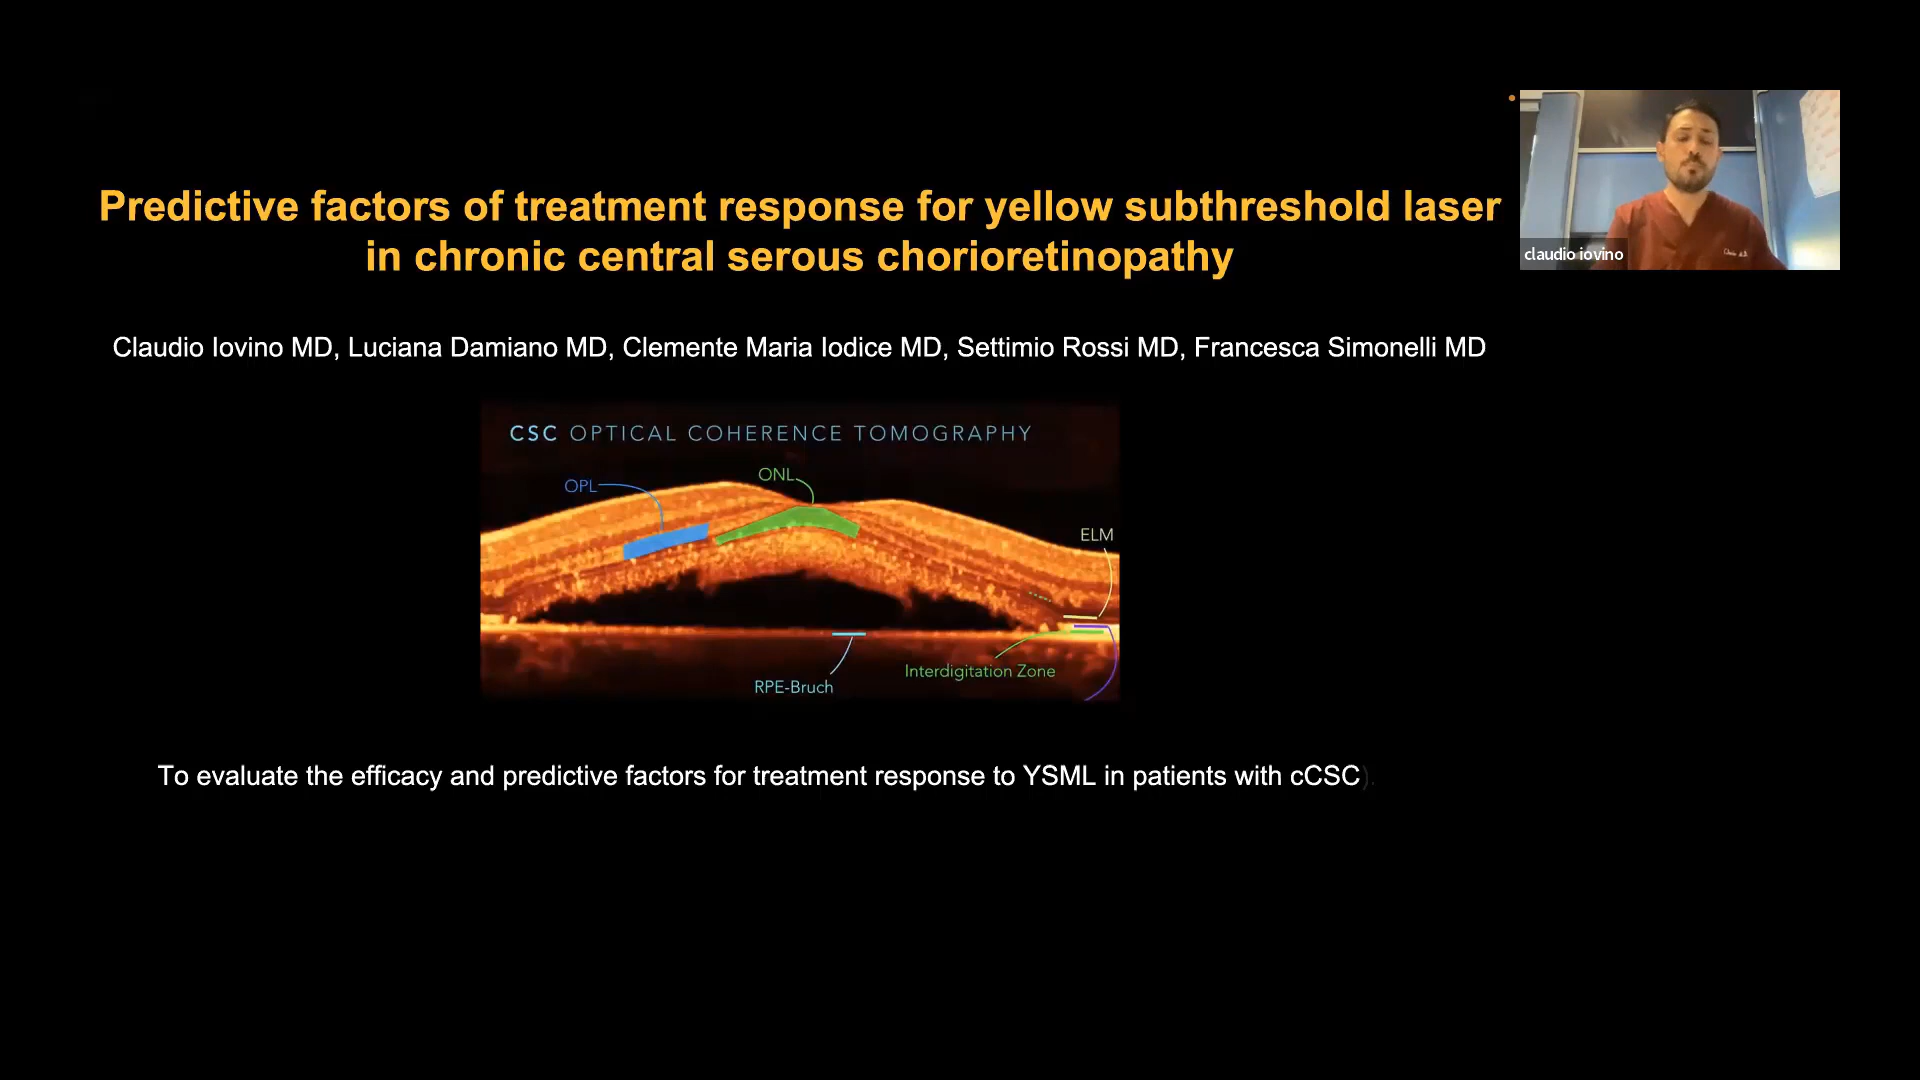 Predictive factors of treatment response for yellow subthreshold laser
in chronic central serous chorioretinopathy
claudio iovino
Claudio Iovino MD, Luciana Damiano MD, Clemente Maria Iodice MD, Settimio Rossi MD, Francesca Simonelli MD
CSC OPTICAL COHERENCE TOMOGRAPHY
ONL
OPL
ELM
Interdigitation Zone
RPE-Bruch
To evaluate the efficacy and predictive factors for treatment response to YSML in patients with cCSC).